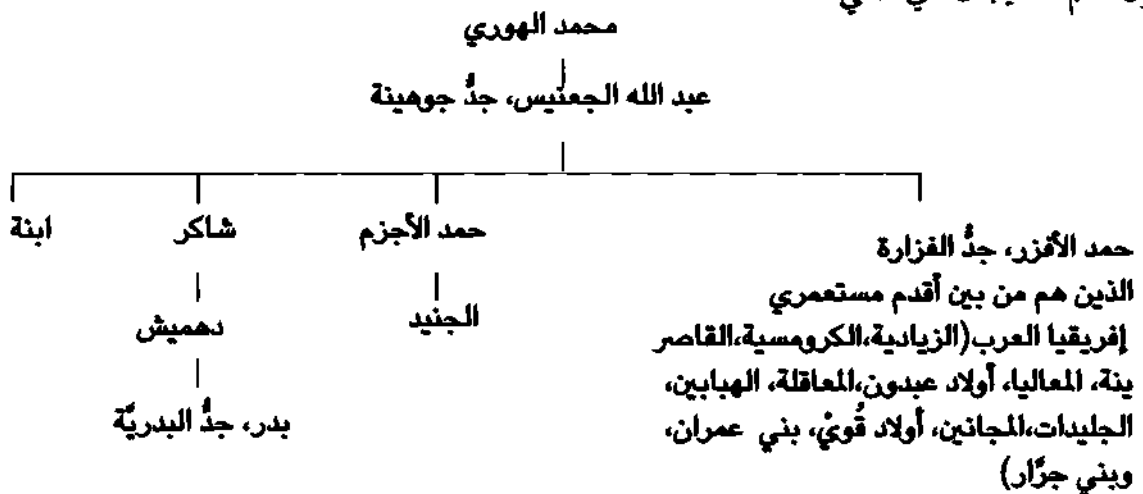 محمد الهوري
عبد الله الجعنيس، جدُّ جوهينة
حمد الأفزر، جدُّ الفزارة
الذين هم من بين أقدم مستعمري
إفريقيا العرب(الزيادية،الكرومسية،القاصر
ينة، المعاليا، أولاد عبدون،المعاقلة، الهبابين،
الجليدات،المجانين، أولاد قُويْ، بني عمران،
وبني جرَّار)
حمد الأجزم
الجنيد
شاكر
دهميش
بدر، جدُّ البدريَّة
ابنة